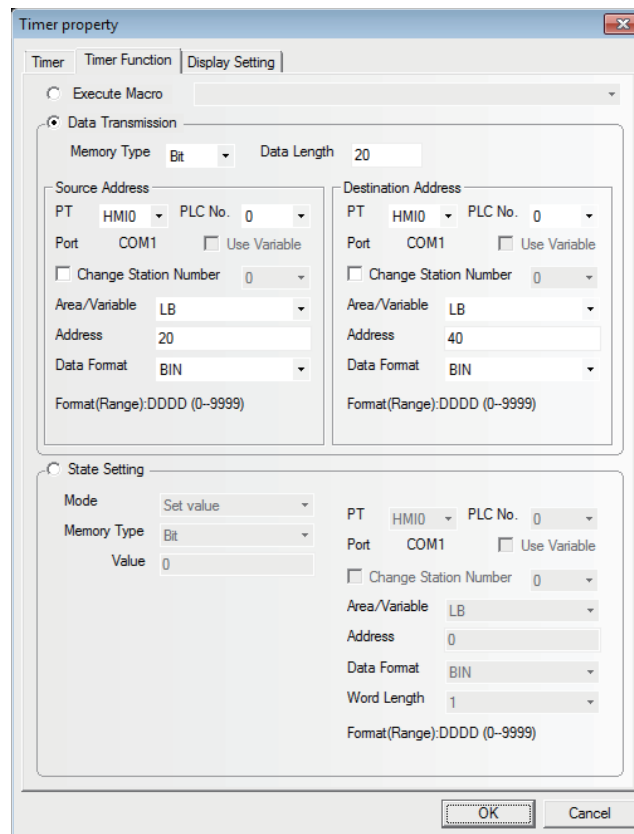 Timer property
Timer Timer Function Display Setting
Execute Macro
Data Transmission
Memory Type Bit Data Length 20
Source Address
PT HMI0 PLC No. 0
Port COM1 Use Variable
Change Station Number 0
Area/Variable LB
Address 20
Data Format BIN
Format(Range):DDDD (0--9999)
Destination Address
PT HMI0 PLC No. 0
Port COM1 Use Variable
Change Station Number 0
Area/Variable LB
Address 40
Data Format BIN
Format(Range):DDDD (0--9999)
State Setting
Mode Set value
Memory Type Bit
Value 0
PT HMI0 PLC No. 0
Port COM1 Use Variable
Change Station Number 0
Area/Variable LB
Address 0
Data Format BIN
Word Length 1
Format(Range):DDDD (0--9999)
OK Cancel